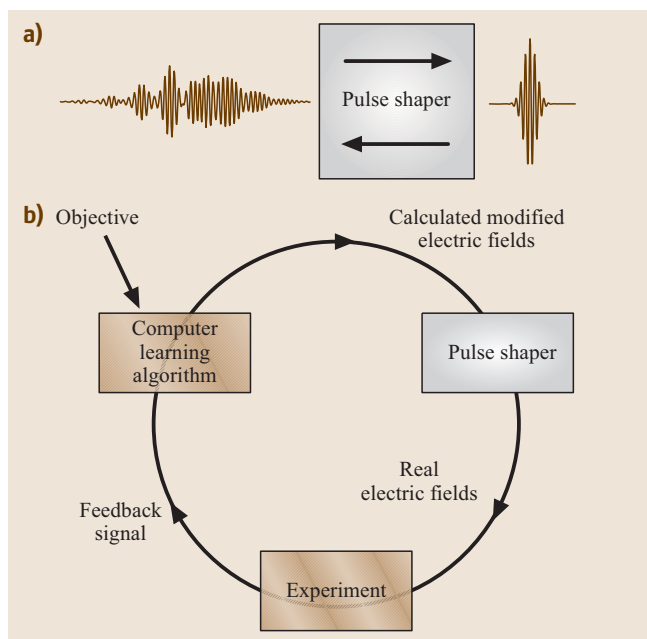 a)
Pulse shaper
b)
Objective
Calculated modified
electric fields
Computer
learning
algorithm
Pulse shaper
Real
electric fields
Feedback
signal
Experiment